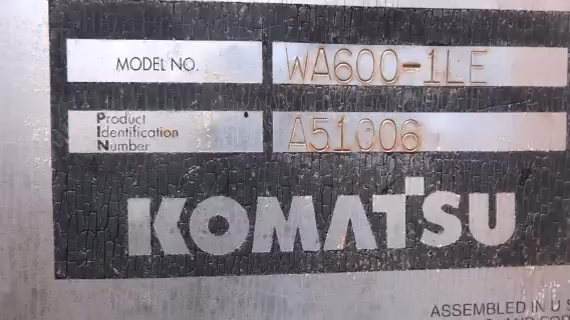 MODEL NO. WA600-1LE
Product
Identification
Number
A51006
KOMATSU
ASSEMBLED IN U